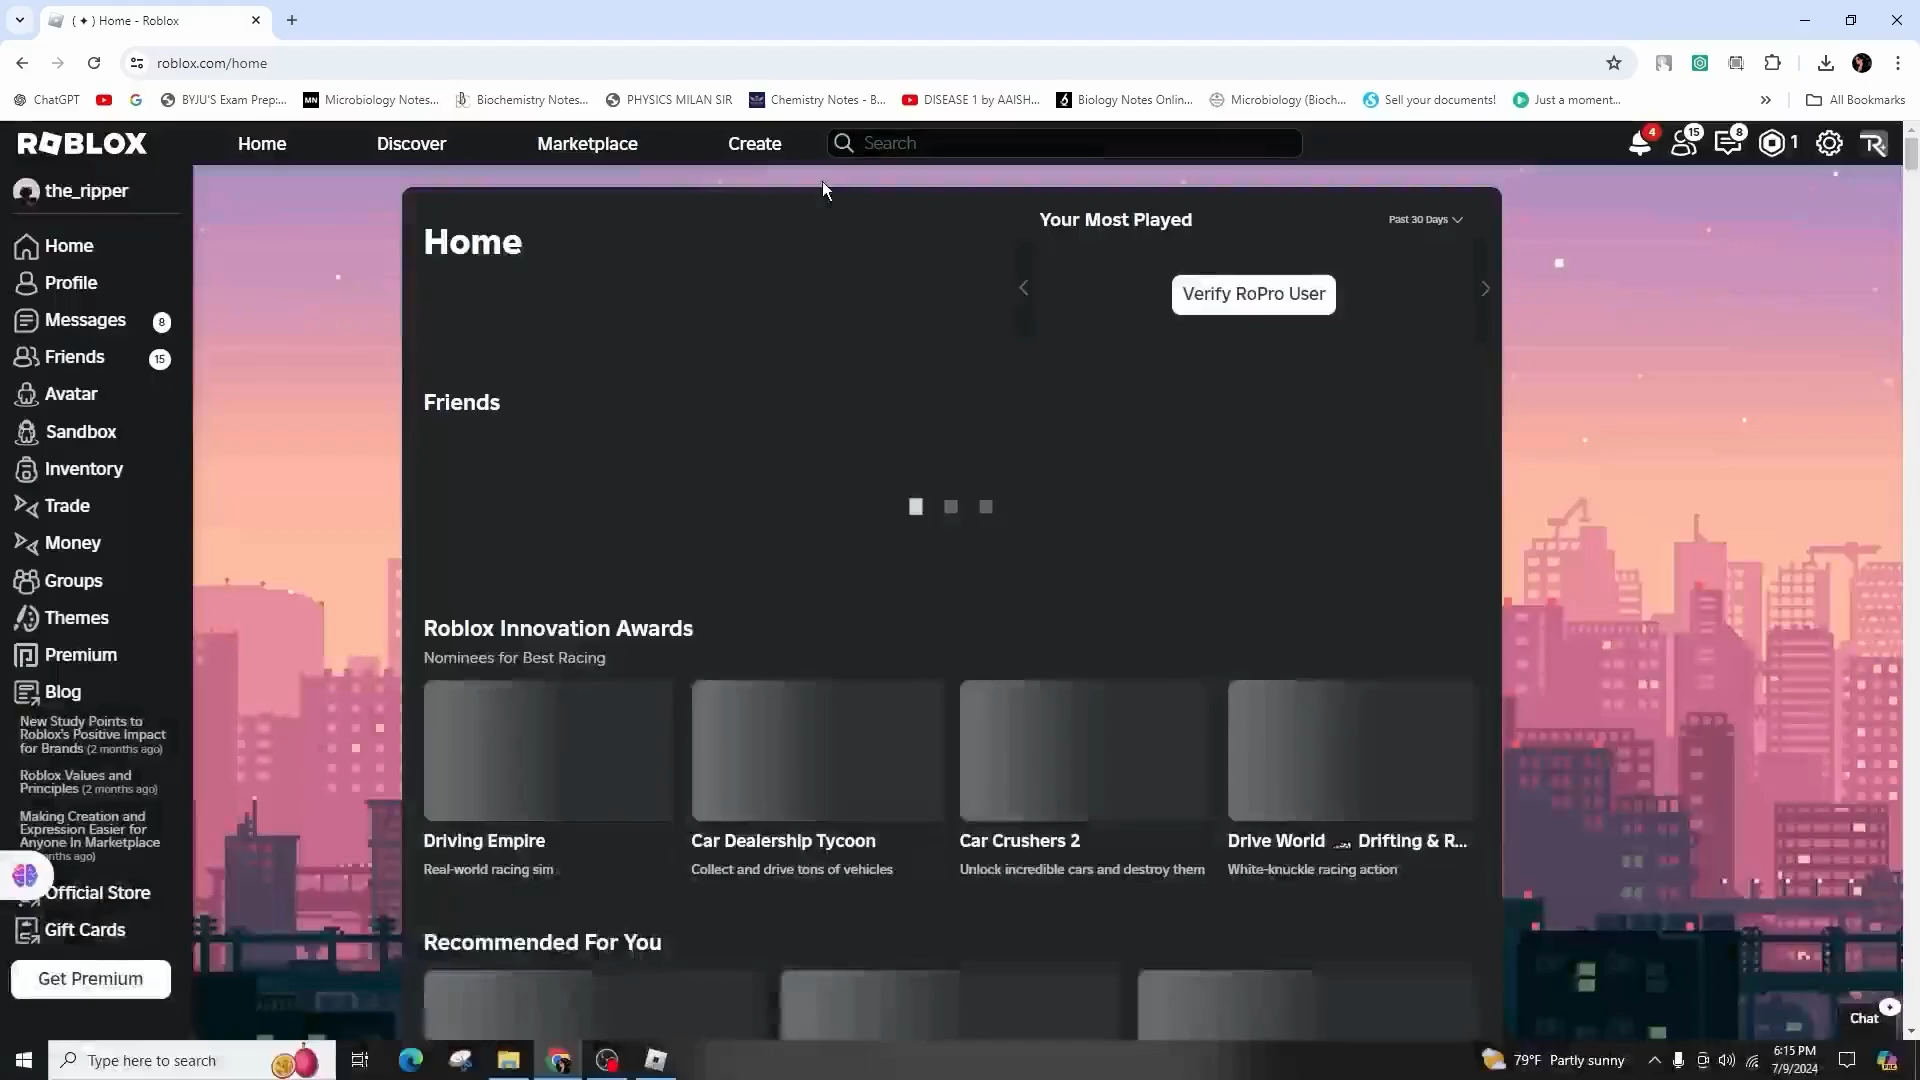 ( ✦ ) Home - Roblox
roblox.com/home
ChatGPT
BYJU'S Exam Prep:...
Microbiology Notes...
Biochemistry Notes...
PHYSICS MILAN SIR
Chemistry Notes - B...
DISEASE 1 by AAISH...
Biology Notes Onlin...
Microbiology (Bioch...
Sell your documents!
Just a moment...
All Bookmarks
ROBLOX
Home
Discover
Marketplace
Create
Search
4
15
8
1
the_ripper
Home
Profile
Messages 8
Friends 15
Avatar
Sandbox
Inventory
Trade
Money
Groups
Themes
Premium
Blog
New Study Points to
Roblox's Positive Impact
for Brands (2 months ago)
Roblox Values and
Principles (2 months ago)
Making Creation and
Expression Easier for
Anyone In Marketplace
nths ago)
Official Store
Gift Cards
Get Premium
Home
Your Most Played
Past 30 Days
Verify RoPro User
Friends
Roblox Innovation Awards
Nominees for Best Racing
Driving Empire
Real-world racing sim
Car Dealership Tycoon
Collect and drive tons of vehicles
Car Crushers 2
Unlock incredible cars and destroy them
Drive World 🏎 Drifting & R...
White-knuckle racing action
Recommended For You
Chat
Type here to search
79°F Partly sunny
6:15 PM
7/9/2024